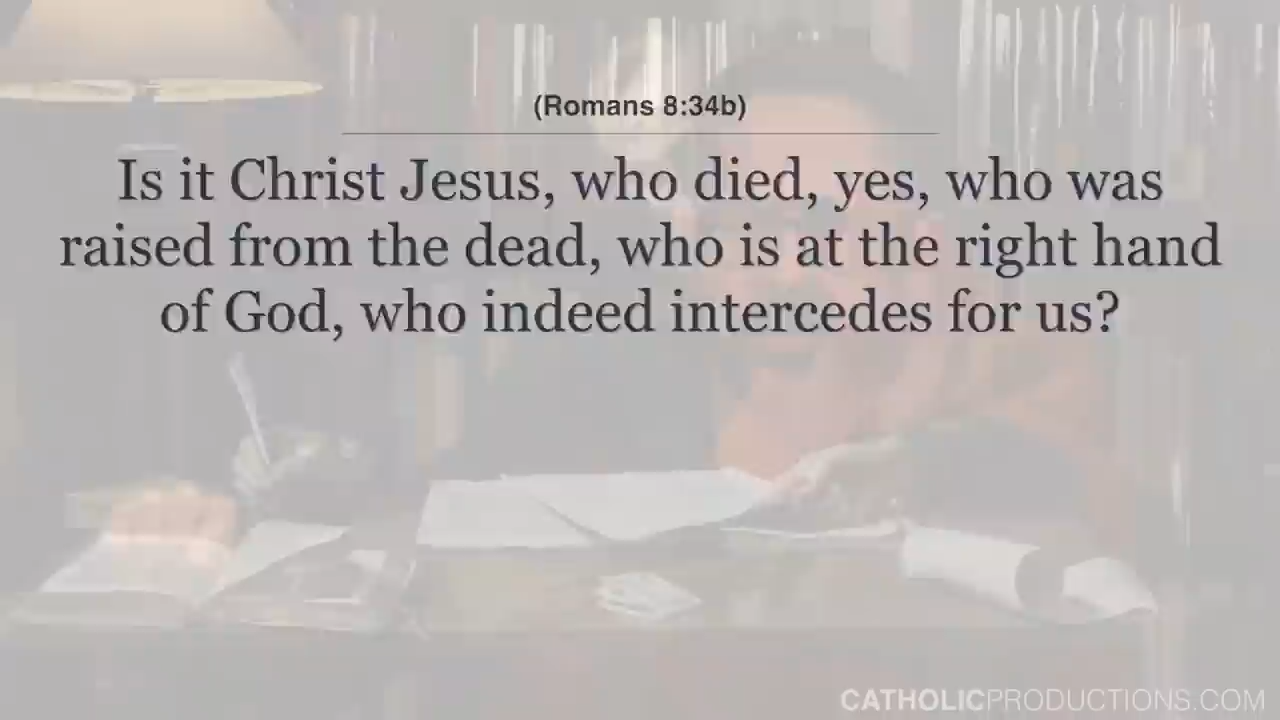 (Romans 8:34b)
Is it Christ Jesus, who died, yes, who was
raised from the dead, who is at the right hand
of God, who indeed intercedes for us?
CATHOLICPRODUCTIONS.COM